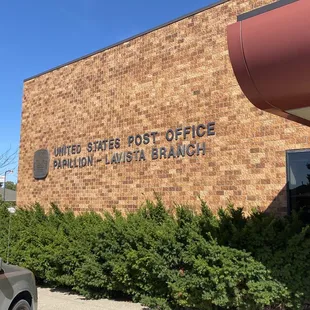 UNITED STATES POST OFFICE
PAPILLION - LAVISTA BRANCH